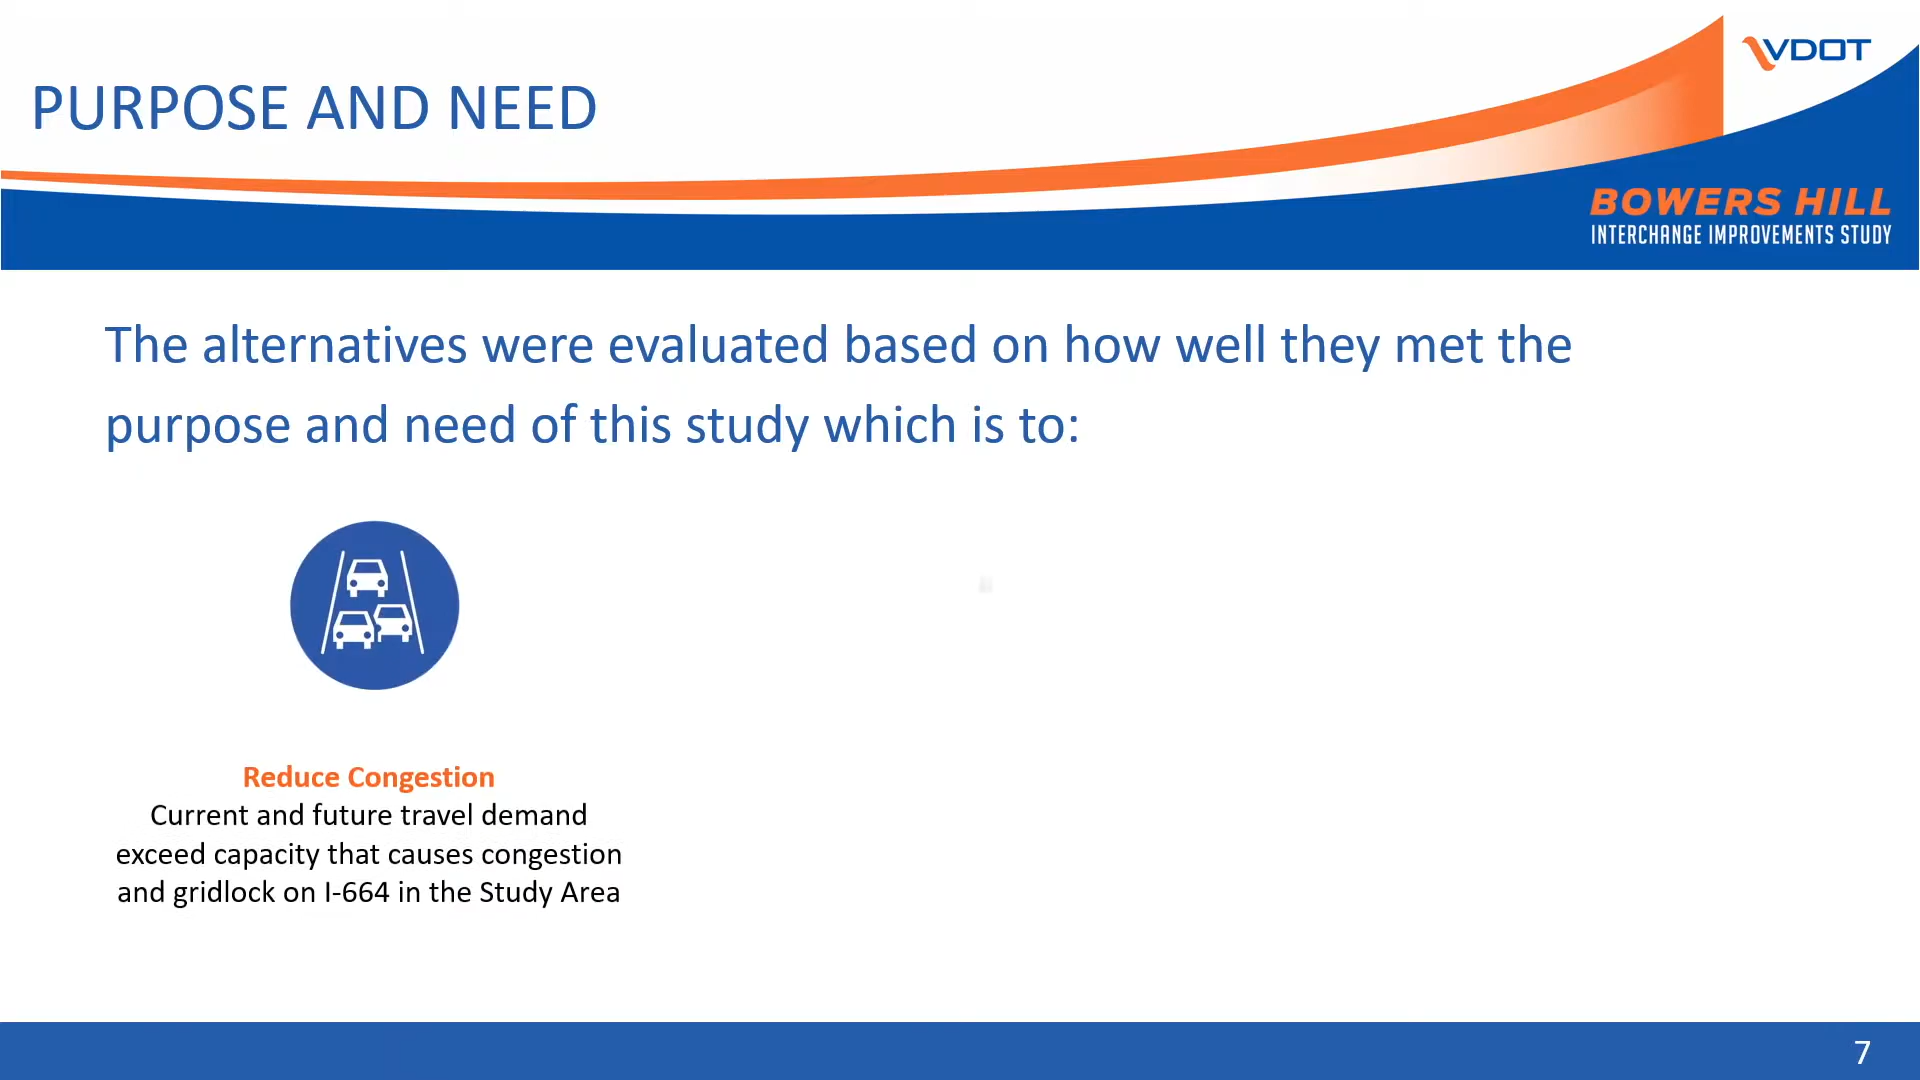 PURPOSE AND NEED
VDOT
BOWERS HILL
INTERCHANGE IMPROVEMENTS STUDY
The alternatives were evaluated based on how well they met the
purpose and need of this study which is to:
Reduce Congestion
Current and future travel demand
exceed capacity that causes congestion
and gridlock on I-664 in the Study Area
7